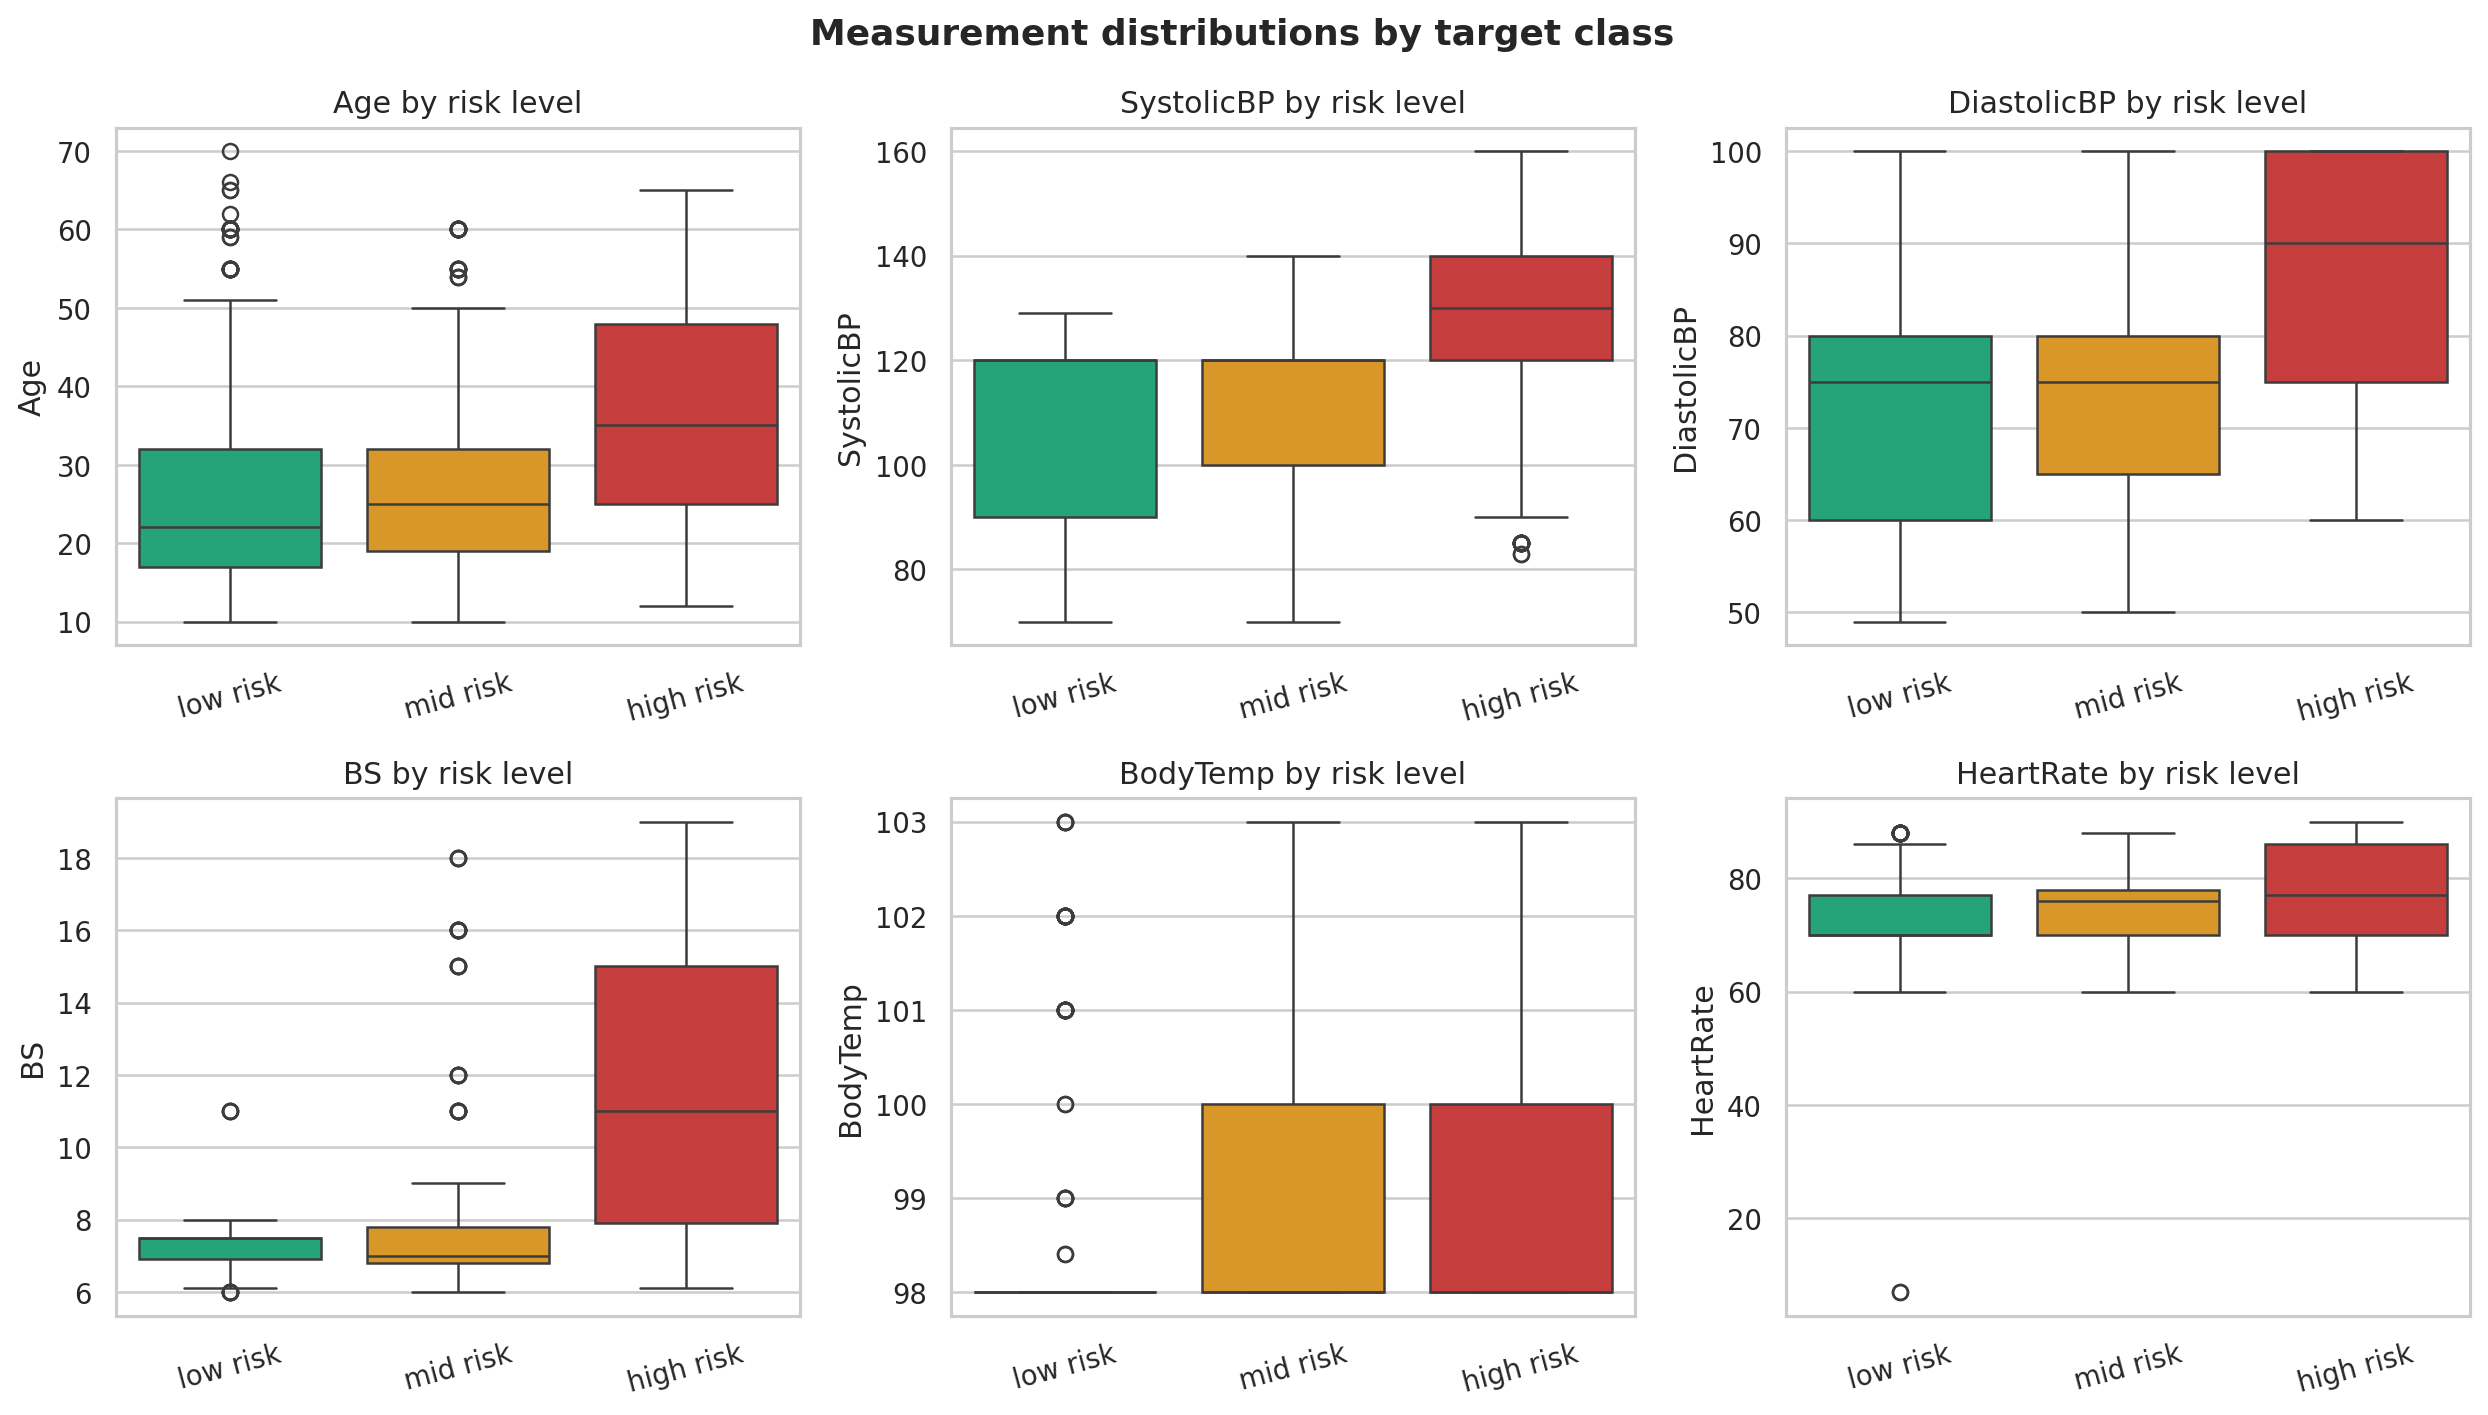 Measurement distributions by target class
Age by risk level
Age
70
60
50
40
30
20
10
low risk
mid risk
high risk
SystolicBP by risk level
SystolicBP
160
140
120
100
80
low risk
mid risk
high risk
DiastolicBP by risk level
DiastolicBP
100
90
80
70
60
50
low risk
mid risk
high risk
BS by risk level
BS
18
16
14
12
10
8
6
low risk
mid risk
high risk
BodyTemp by risk level
BodyTemp
103
102
101
100
99
98
low risk
mid risk
high risk
HeartRate by risk level
HeartRate
80
60
40
20
low risk
mid risk
high risk